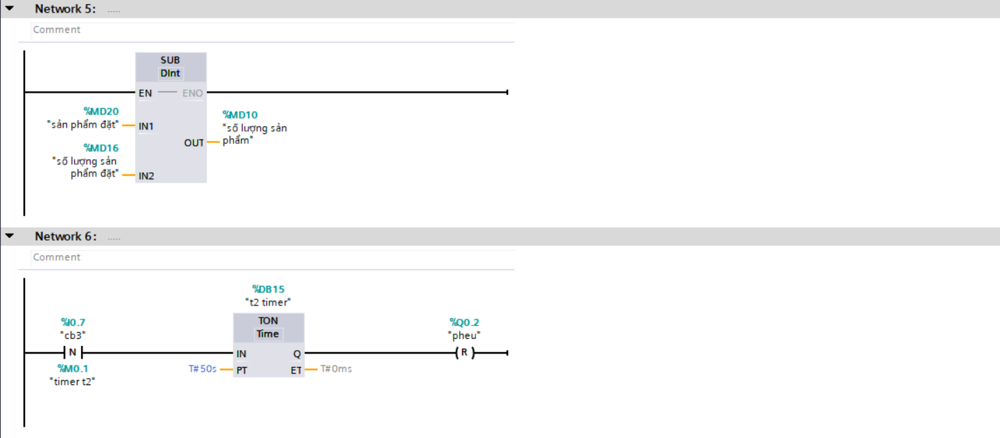 Network 5: .....
Comment
SUB
DInt
EN ENO
%MD20
"sản phẩm đặt"
IN1
%MD10
"số lượng sản
phẩm"
OUT
%MD16
"số lượng sản
phẩm đặt"
IN2
Network 6: .....
Comment
%DB15
"t2 timer"
TON
Time
%I0.7
"cb3"
N
%M0.1
"timer t2"
IN Q
T#50s PT ET T#0ms
%Q0.2
"pheu"
R